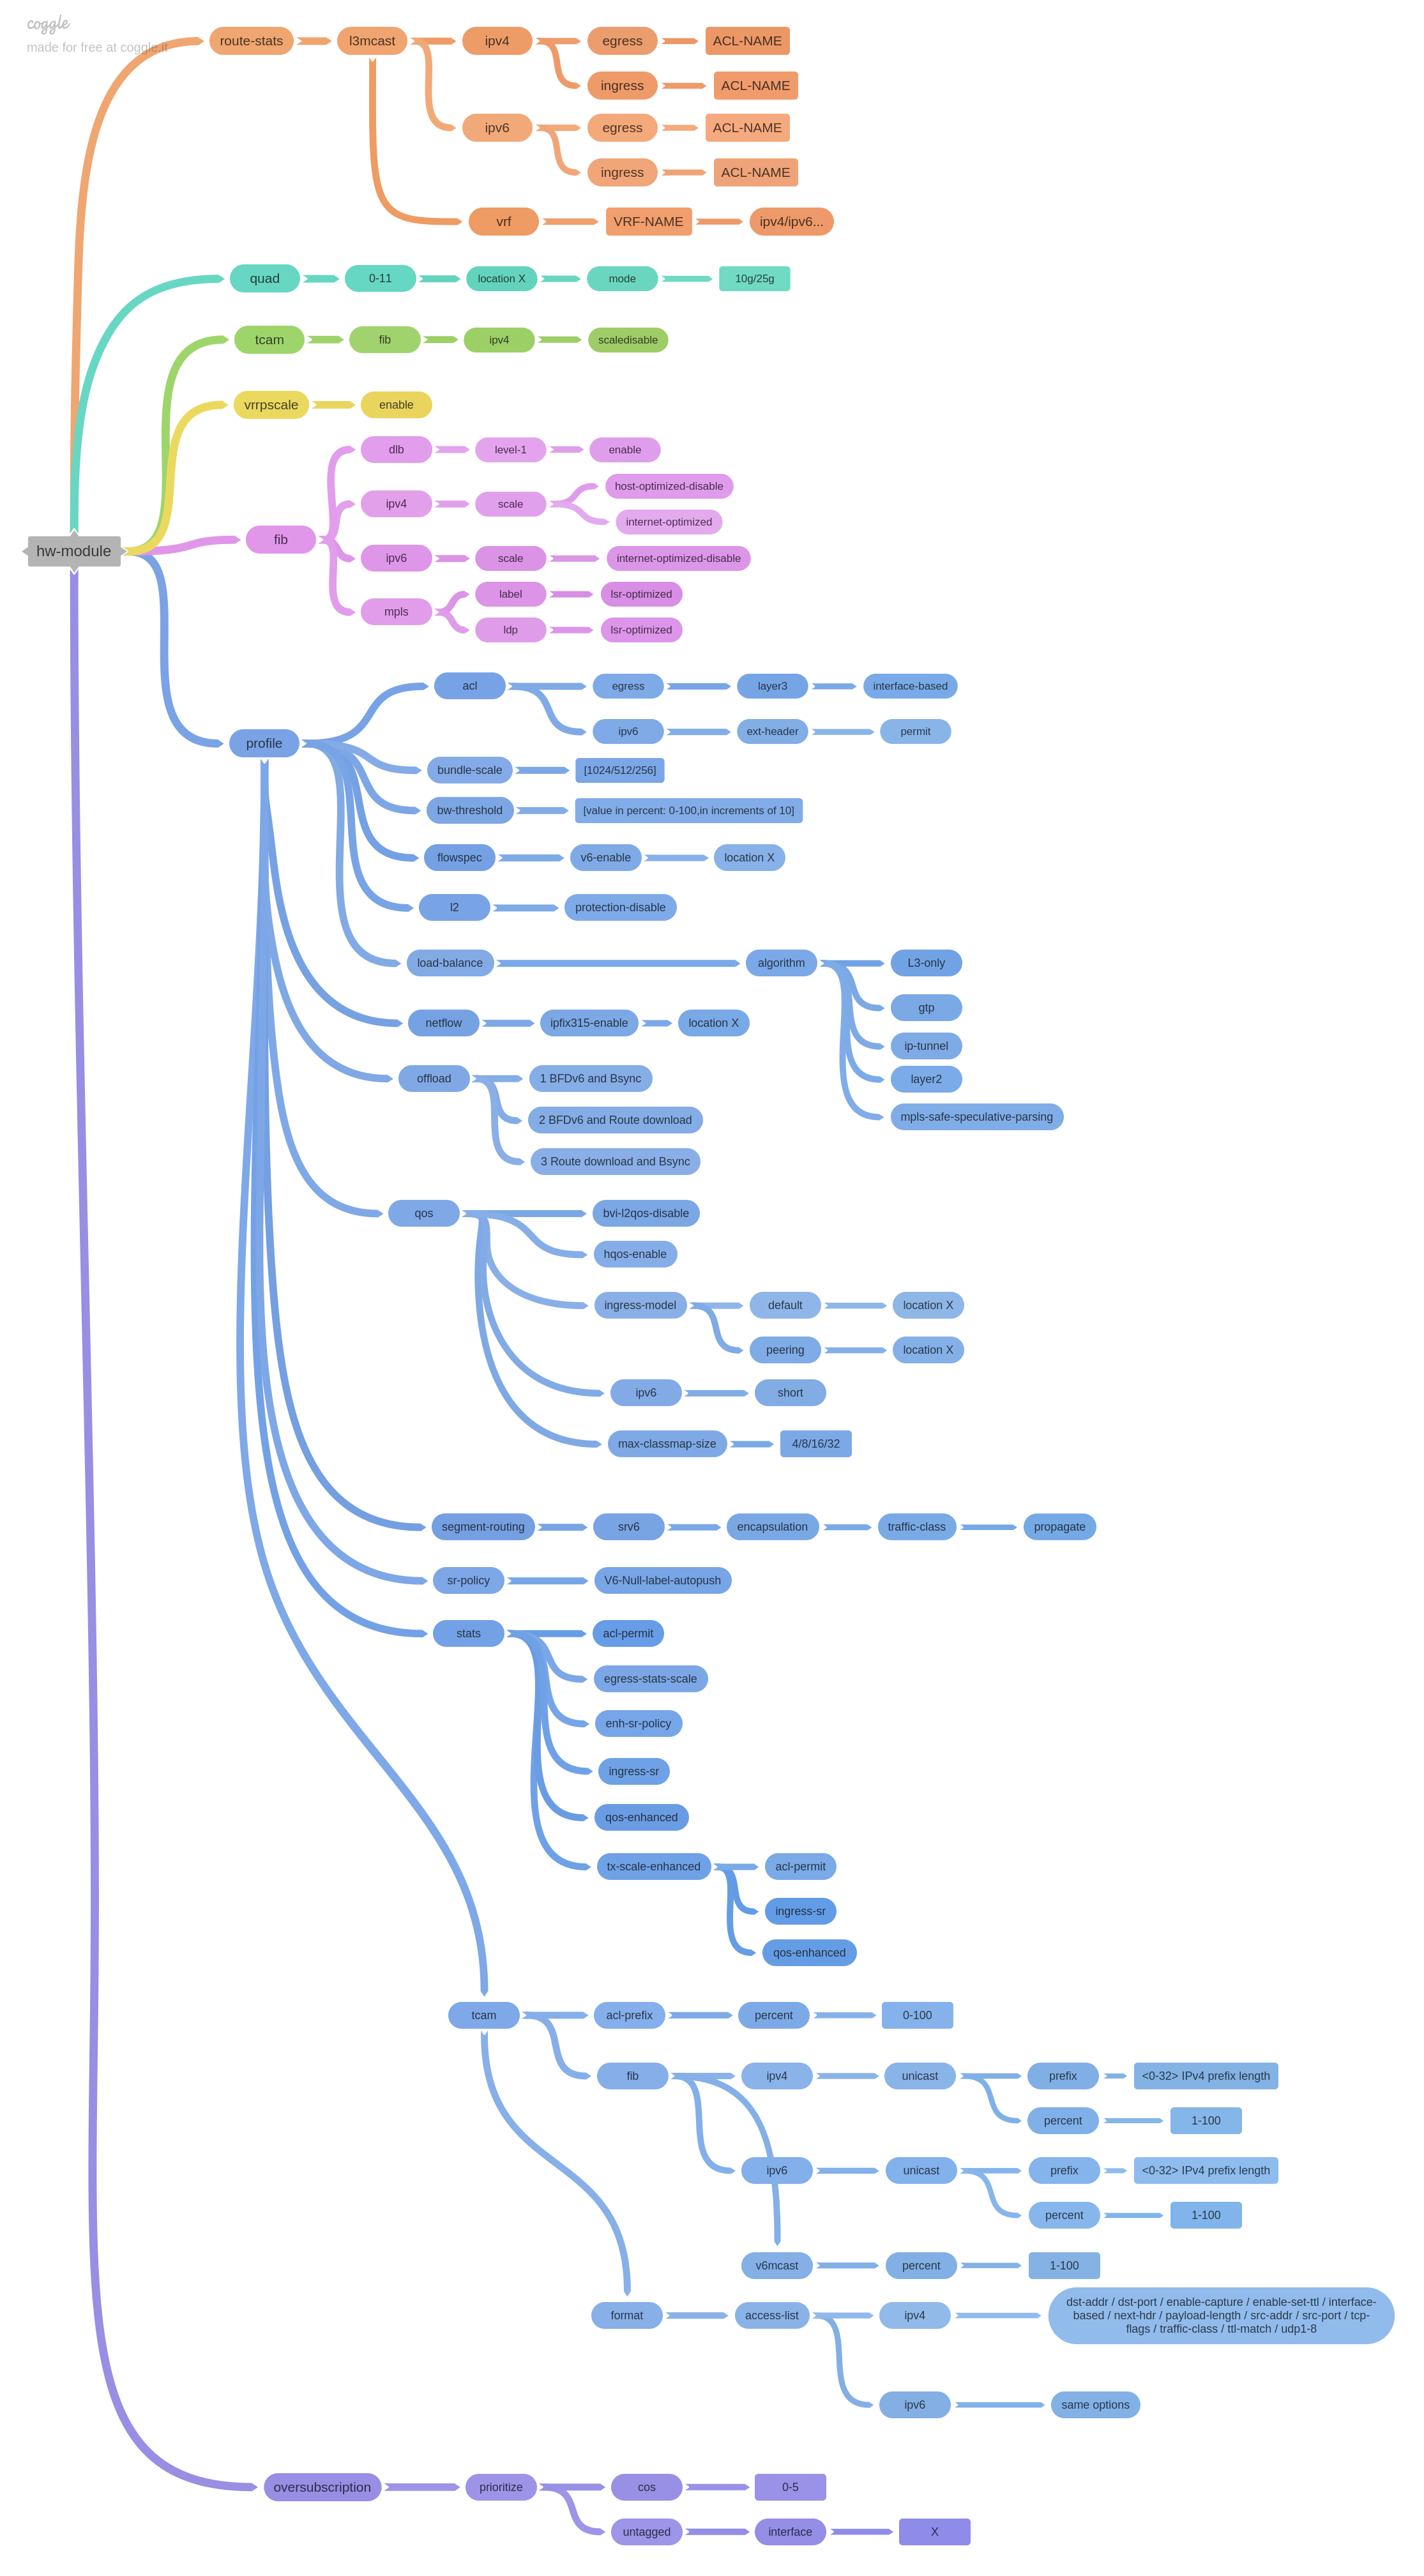 coggle
made for free at coggle.it
route-stats
l3mcast
ipv4
egress
ACL-NAME
ingress
ACL-NAME
ipv6
egress
ACL-NAME
ingress
ACL-NAME
vrf
VRF-NAME
ipv4/ipv6...
quad
0-11
location X
mode
10g/25g
tcam
fib
ipv4
scaledisable
vrrpscale
enable
hw-module
fib
dlb
level-1
enable
ipv4
scale
host-optimized-disable
internet-optimized
ipv6
scale
internet-optimized-disable
mpls
label
lsr-optimized
ldp
lsr-optimized
profile
acl
egress
layer3
interface-based
ipv6
ext-header
permit
bundle-scale
[1024/512/256]
bw-threshold
[value in percent: 0-100,in increments of 10]
flowspec
v6-enable
location X
l2
protection-disable
load-balance
algorithm
L3-only
gtp
ip-tunnel
layer2
mpls-safe-speculative-parsing
netflow
ipfix315-enable
location X
offload
1 BFDv6 and Bsync
2 BFDv6 and Route download
3 Route download and Bsync
qos
bvi-l2qos-disable
hqos-enable
ingress-model
default
location X
peering
location X
ipv6
short
max-classmap-size
4/8/16/32
segment-routing
srv6
encapsulation
traffic-class
propagate
sr-policy
V6-Null-label-autopush
stats
acl-permit
egress-stats-scale
enh-sr-policy
ingress-sr
qos-enhanced
tx-scale-enhanced
acl-permit
ingress-sr
qos-enhanced
tcam
acl-prefix
percent
0-100
fib
ipv4
unicast
prefix
<0-32> IPv4 prefix length
percent
1-100
ipv6
unicast
prefix
<0-32> IPv4 prefix length
percent
1-100
v6mcast
percent
1-100
format
access-list
ipv4
dst-addr / dst-port / enable-capture / enable-set-ttl / interface-
based / next-hdr / payload-length / src-addr / src-port / tcp-
flags / traffic-class / ttl-match / udp1-8
ipv6
same options
oversubscription
prioritize
cos
0-5
untagged
interface
X